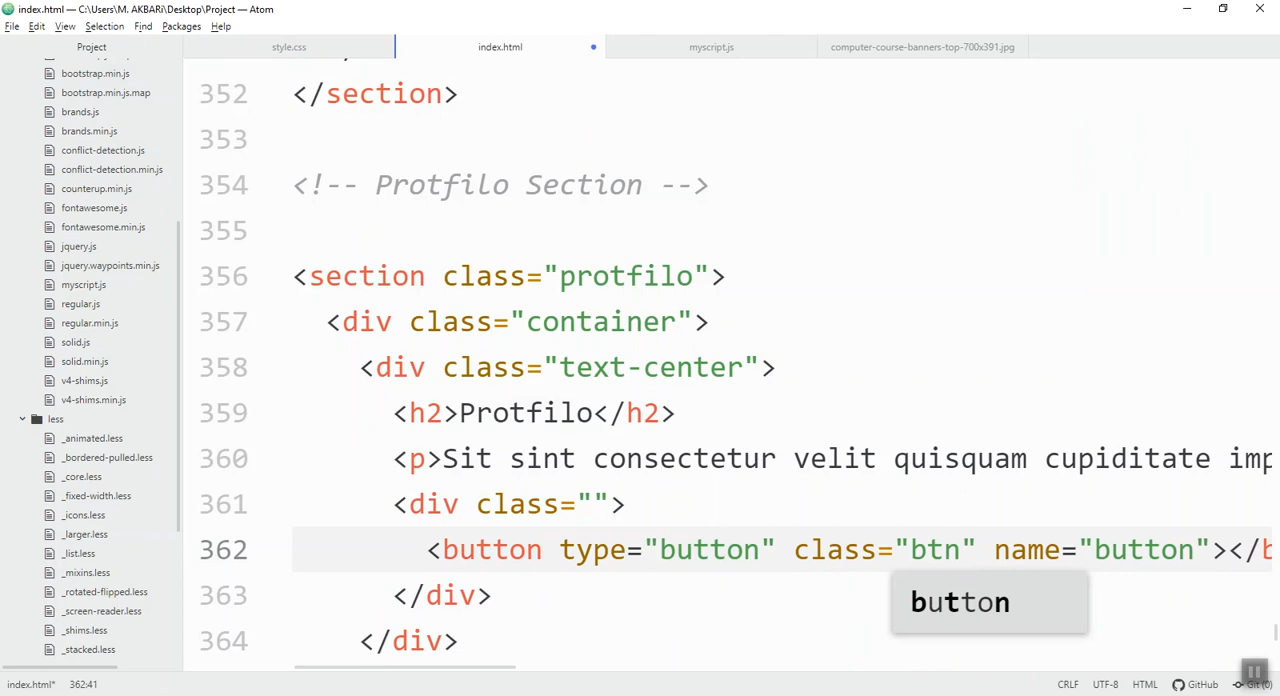 index.html — C:\Users\M. AKBARi\Desktop\Project — Atom
File Edit View Selection Find Packages Help
Project
style.css
index.html
myscript.js
computer-course-banners-top-700x391.jpg
bootstrap.min.js
bootstrap.min.js.map
brands.js
brands.min.js
conflict-detection.js
conflict-detection.min.js
counterup.min.js
fontawesome.js
fontawesome.min.js
jquery.js
jquery.waypoints.min.js
myscript.js
regular.js
regular.min.js
solid.js
solid.min.js
v4-shims.js
v4-shims.min.js
less
_animated.less
_bordered-pulled.less
_core.less
_fixed-width.less
_icons.less
_larger.less
_list.less
_mixins.less
_rotated-flipped.less
_screen-reader.less
_shims.less
_stacked.less
352 </section>
353
354 <!-- Protfilo Section -->
355
356 <section class="protfilo">
357 <div class="container">
358 <div class="text-center">
359 <h2>Protfilo</h2>
360 <p>Sit sint consectetur velit quisquam cupiditate imp
361 <div class="">
362 <button type="button" class="btn" name="button"></b
363 </div>
364 </div>
button
index.html* 362:41
CRLF UTF-8 HTML GitHub Git (0)